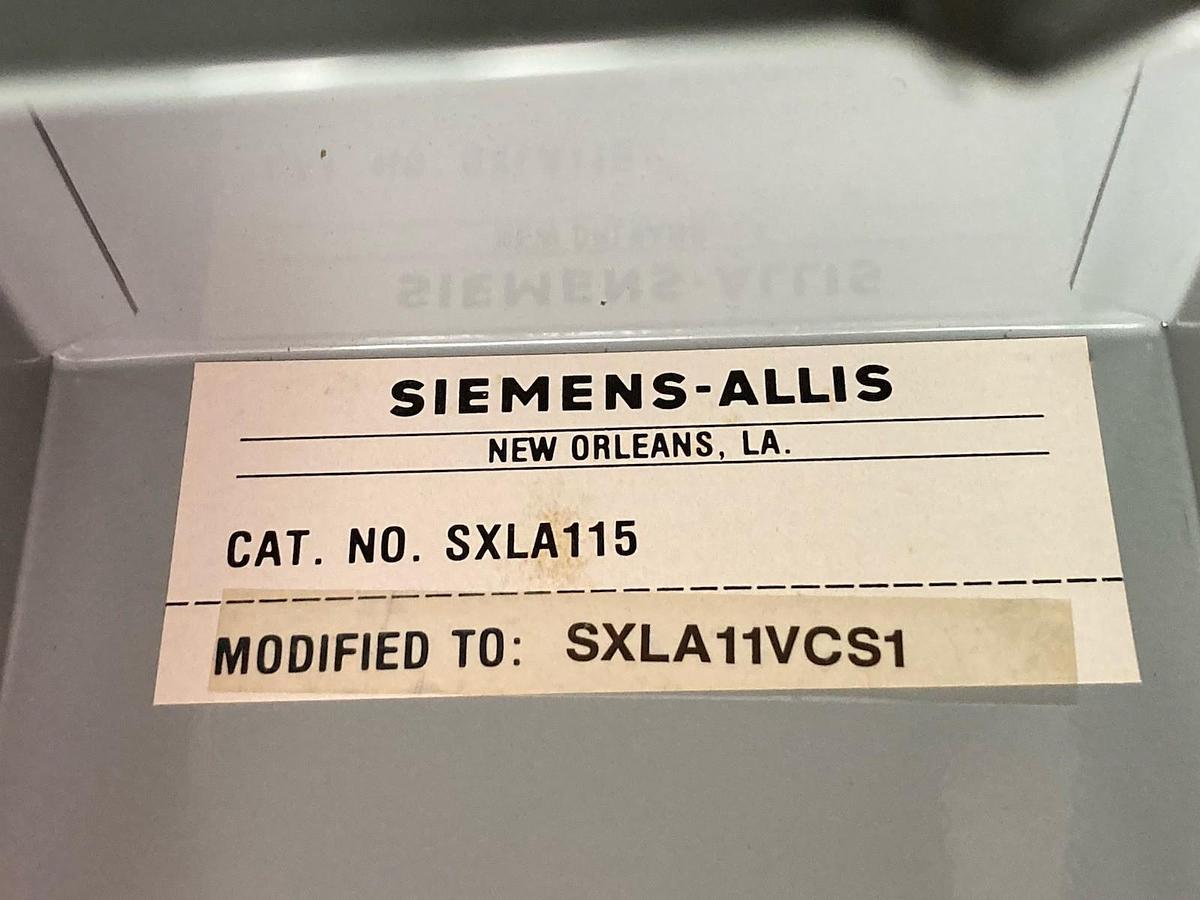 SIEMENS-ALLIS
NEW ORLEANS, LA.
CAT. NO. SXLA115
MODIFIED TO: SXLA11VCS1